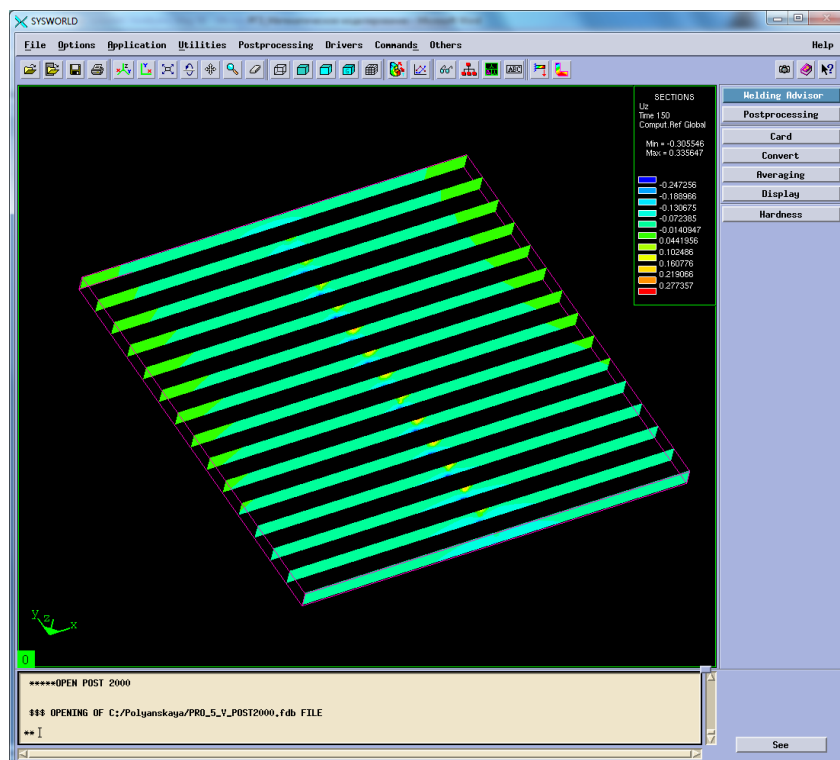 SYSWORLD
File Options Application Utilities Postprocessing Drivers Commands Others Help
ABC
SECTIONS
Uz
Time 150
Comput.Ref Global
Min = -0.305546
Max = 0.335647
-0.247256
-0.188966
-0.130675
-0.072385
-0.0140947
0.0441956
0.102486
0.160776
0.219066
0.277357
Welding Advisor
Postprocessing
Card
Convert
Averaging
Display
Hardness
y z x
0
*****OPEN POST 2000
$$$ OPENING OF C:/Polyanskaya/PRO_5_V_POST2000.fdb FILE
**
See